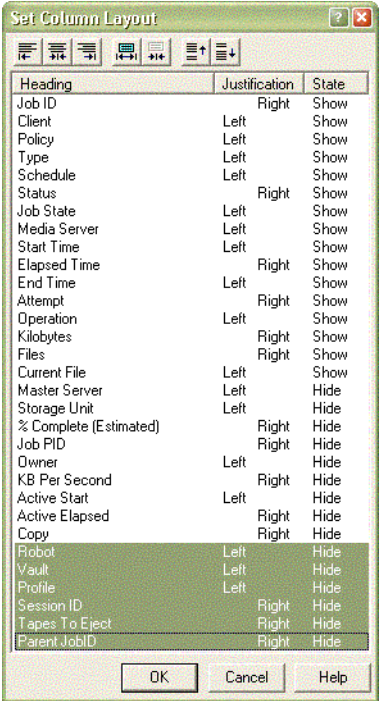 Set Column Layout
Heading Justification State
Job ID Right Show
Client Left Show
Policy Left Show
Type Left Show
Schedule Left Show
Status Right Show
Job State Left Show
Media Server Left Show
Start Time Left Show
Elapsed Time Right Show
End Time Left Show
Attempt Right Show
Operation Left Show
Kilobytes Right Show
Files Right Show
Current File Left Show
Master Server Left Hide
Storage Unit Left Hide
% Complete (Estimated) Right Hide
Job PID Right Hide
Owner Left Hide
KB Per Second Right Hide
Active Start Left Hide
Active Elapsed Right Hide
Copy Right Hide
Robot Left Hide
Vault Left Hide
Profile Left Hide
Session ID Right Hide
Tapes To Eject Right Hide
Parent JobID Right Hide
OK Cancel Help